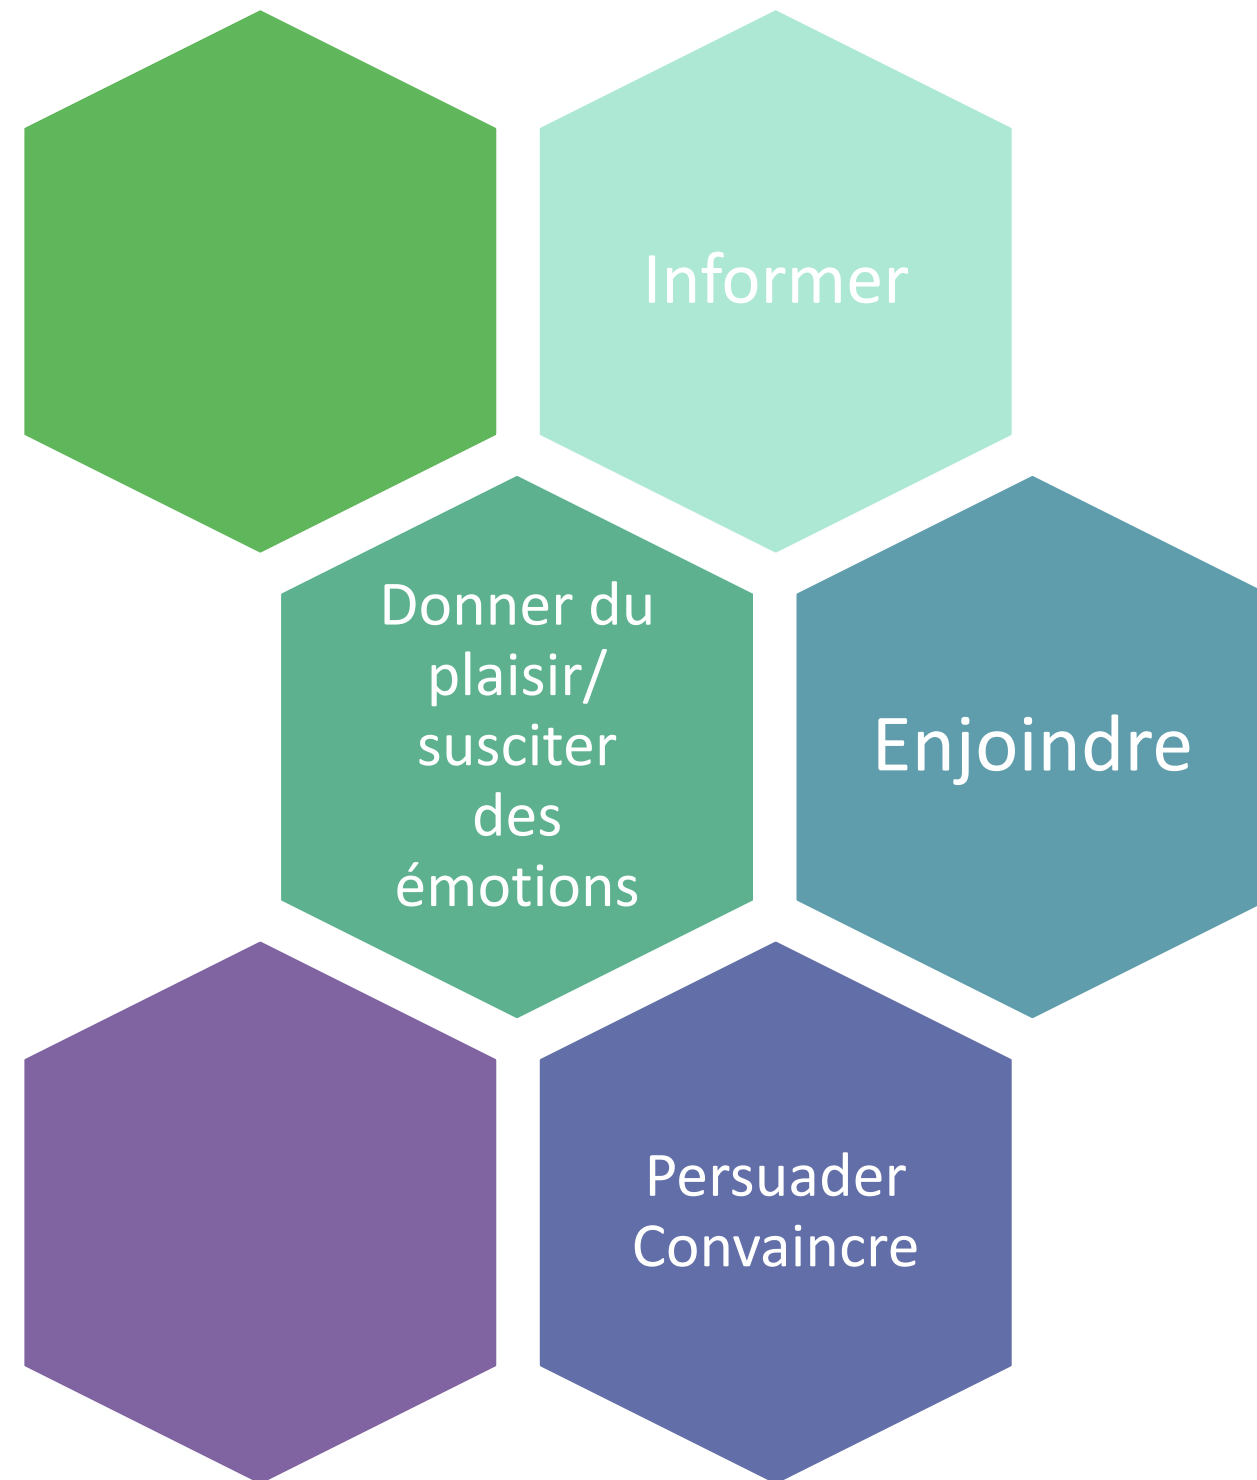 Informer
Donner du
plaisir/
susciter
des
émotions
Enjoindre
Persuader
Convaincre